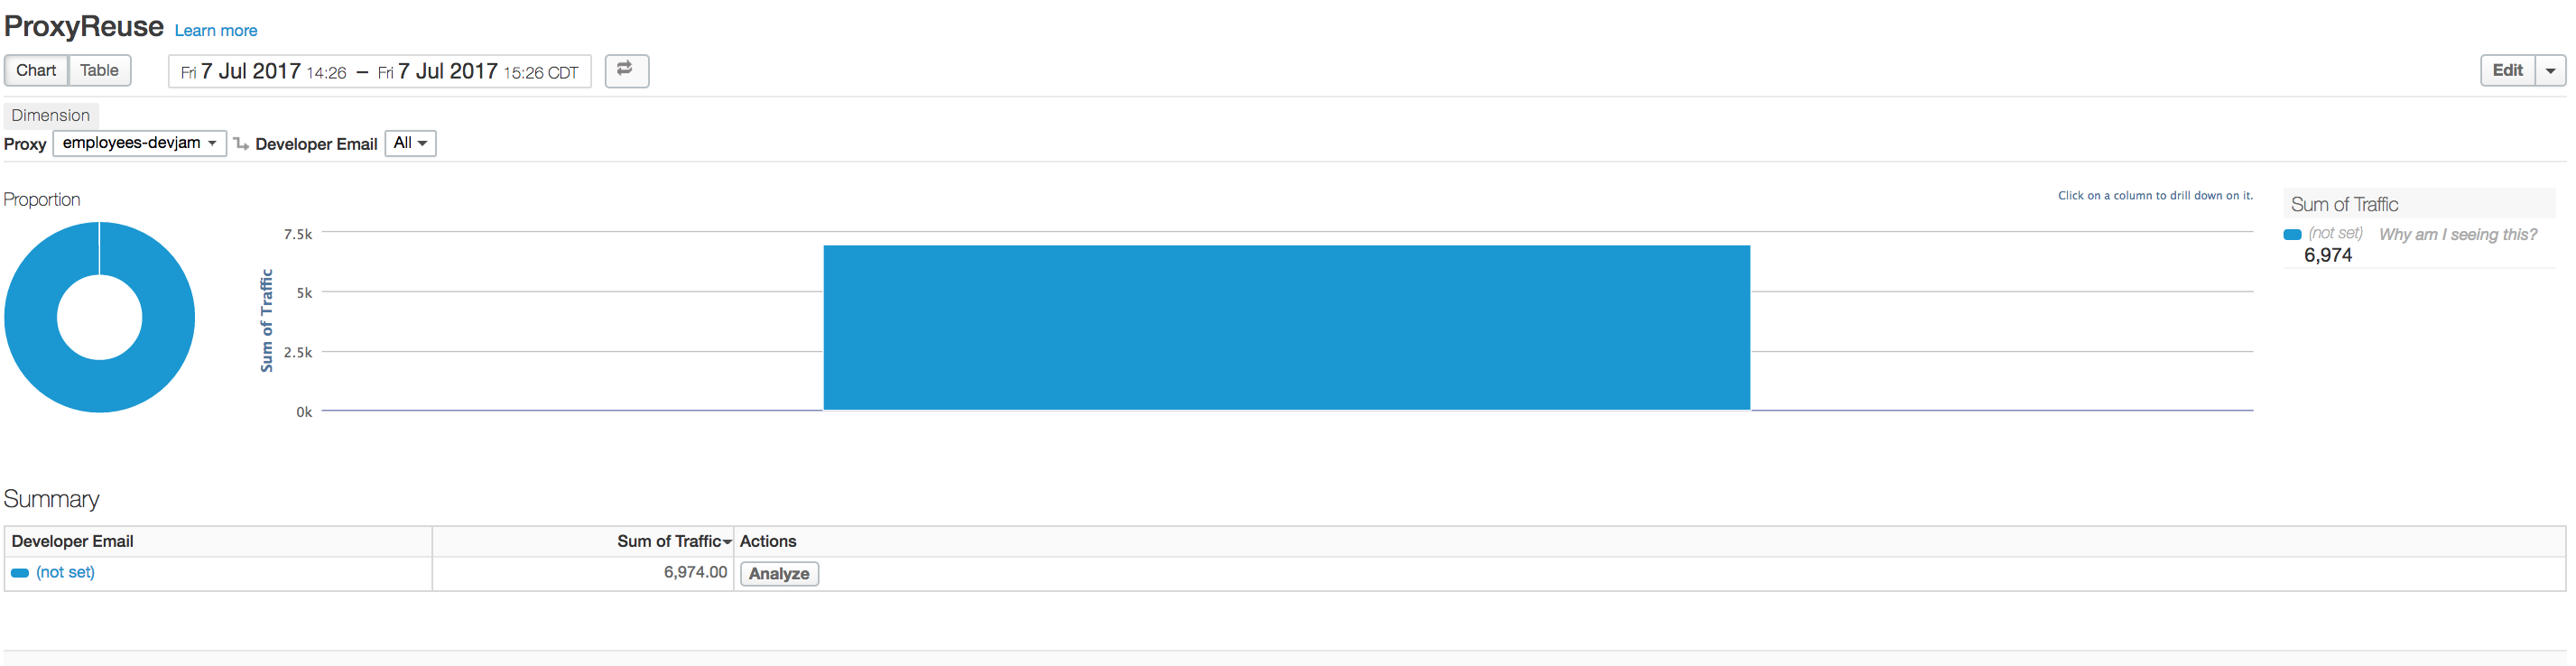 ProxyReuse Learn more
Chart Table Fri 7 Jul 2017 14:26 – Fri 7 Jul 2017 15:26 CDT Edit
Dimension
Proxy employees-devjam Developer Email All
Proportion
Click on a column to drill down on it.
Sum of Traffic
7.5k
5k
2.5k
0k
Sum of Traffic
(not set) Why am I seeing this?
6,974
Summary
Developer Email Sum of Traffic Actions
(not set) 6,974.00 Analyze